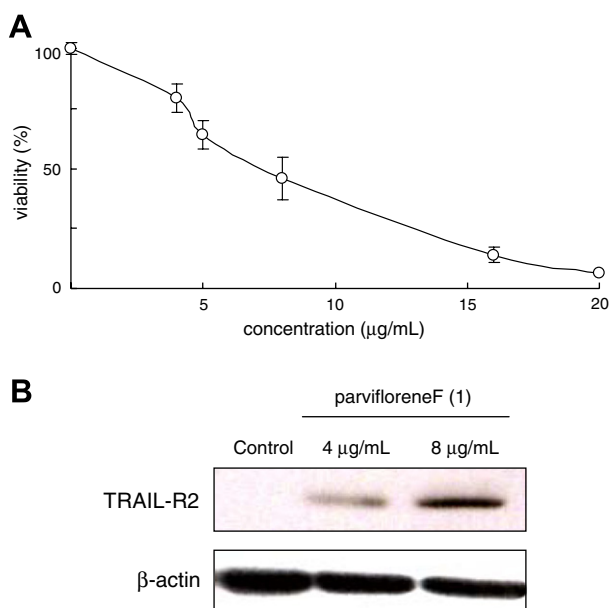 A
100
50
0
viability (%)
5
10
15
20
concentration (μg/mL)
B
parvifloreneF (1)
Control
4 μg/mL
8 μg/mL
TRAIL-R2
β-actin